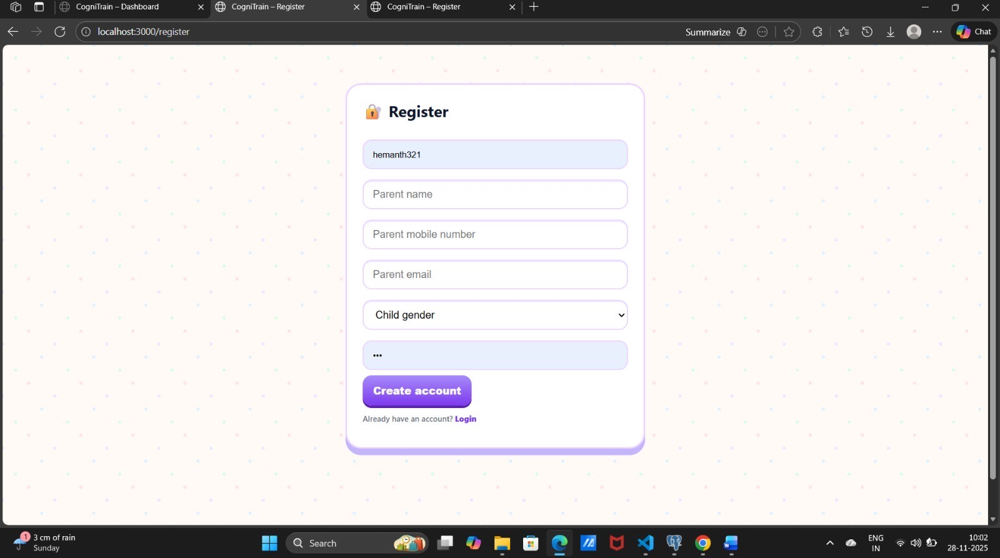 CogniTrain – Dashboard
CogniTrain – Register
CogniTrain – Register
localhost:3000/register
Summarize
Chat
Register
hemanth321
Parent name
Parent mobile number
Parent email
Child gender
•••
Create account
Already have an account? Login
1
3 cm of rain
Sunday
Search
ENG
IN
10:02
28-11-2025